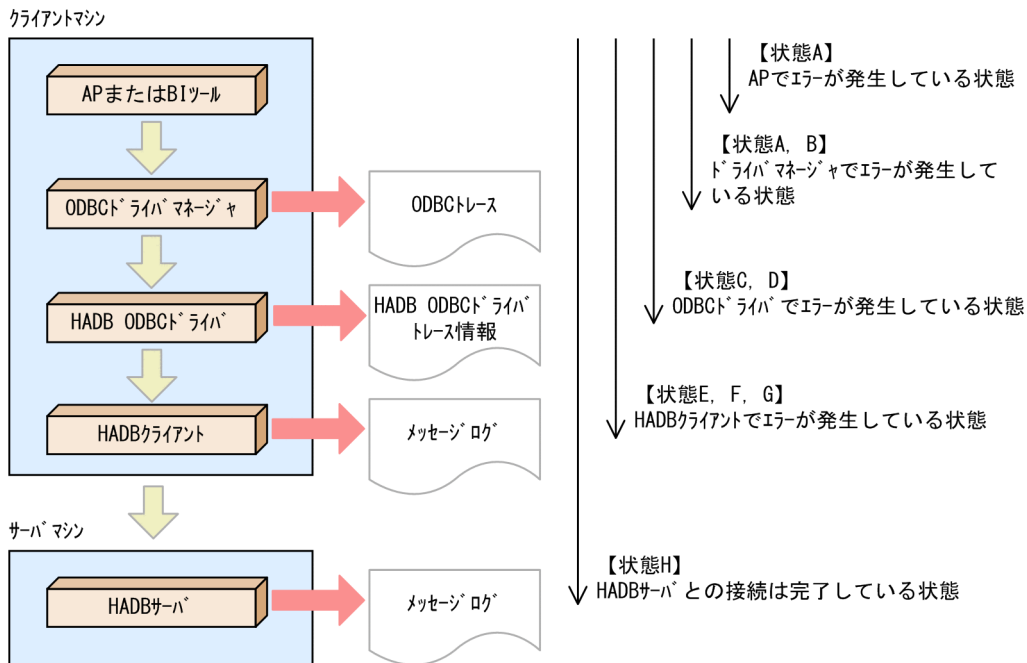 クライアントマシン
APまたはBIツール
ODBCドライバマネージャ
ODBCトレース
HADB ODBCドライバ
HADB ODBCドライバ
トレース情報
HADBクライアント
メッセージログ
サーバマシン
HADBサーバ
メッセージログ
【状態A】
APでエラーが発生している状態
【状態A, B】
ドライバマネージャでエラーが発生して
いる状態
【状態C, D】
ODBCドライバでエラーが発生している状態
【状態E, F, G】
HADBクライアントでエラーが発生している状態
【状態H】
HADBサーバとの接続は完了している状態